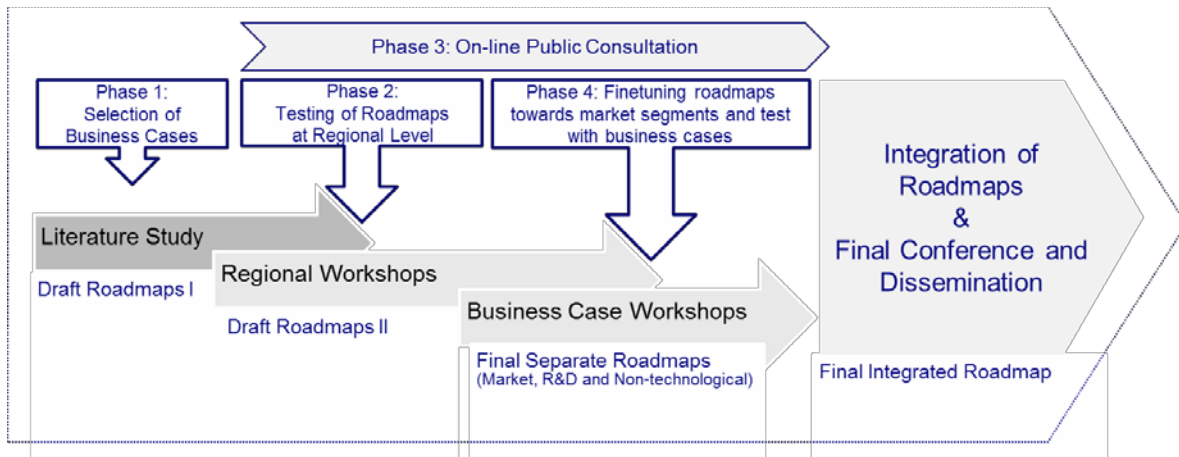 Phase 3: On-line Public Consultation
Phase 1:
Selection of
Business Cases
Phase 2:
Testing of Roadmaps
at Regional Level
Phase 4: Finetuning roadmaps
towards market segments and test
with business cases
Literature Study
Draft Roadmaps I
Regional Workshops
Draft Roadmaps II
Business Case Workshops
Final Separate Roadmaps
(Market, R&D and Non-technological)
Integration of
Roadmaps
&
Final Conference and
Dissemination
Final Integrated Roadmap